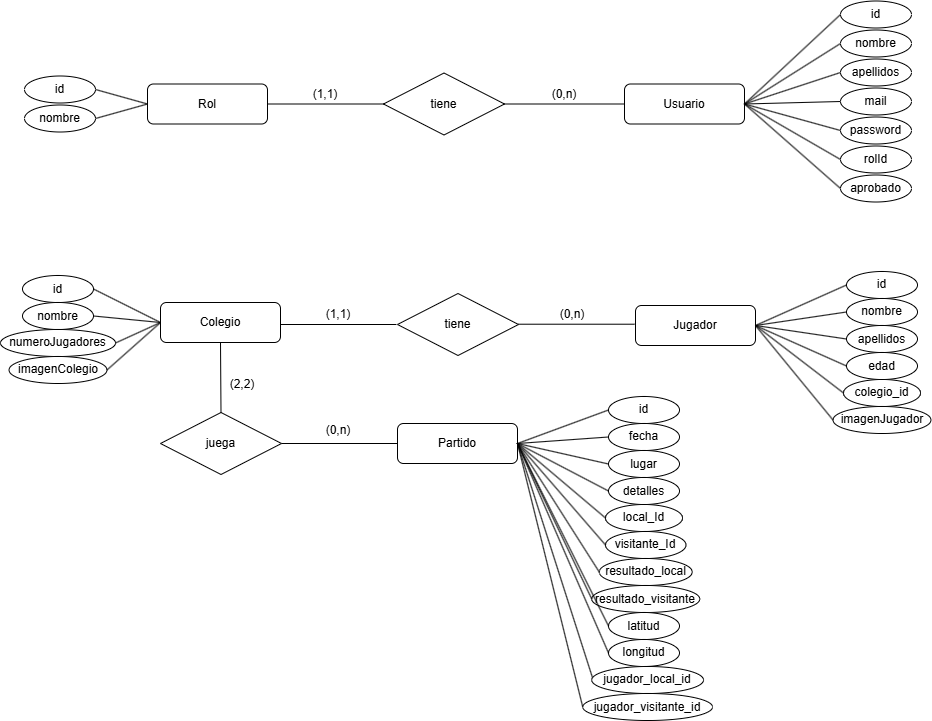 id
nombre
Rol
(1,1)
tiene
(0,n)
Usuario
id
nombre
apellidos
mail
password
rolId
aprobado
id
nombre
numeroJugadores
imagenColegio
Colegio
(1,1)
tiene
(0,n)
Jugador
id
nombre
apellidos
edad
colegio_id
imagenJugador
(2,2)
juega
(0,n)
Partido
id
fecha
lugar
detalles
local_Id
visitante_Id
resultado_local
resultado_visitante
latitud
longitud
jugador_local_id
jugador_visitante_id